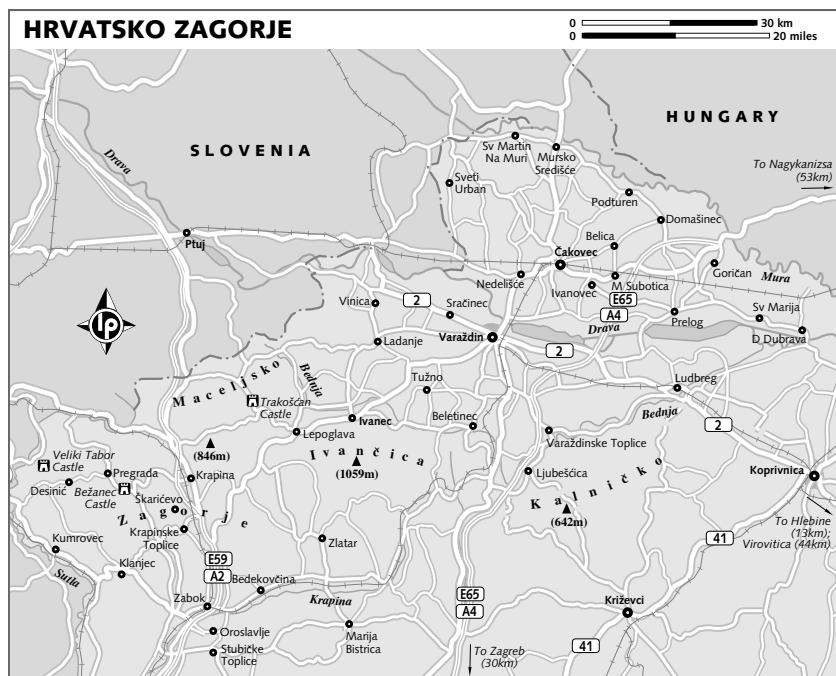 HRVATSKO ZAGORJE
0 30 km
0 20 miles
SLOVENIA
HUNGARY
Drava
Ptuj
Sv Martin
Na Muri
Mursko
Središće
Sveti
Urban
Podturen
Domašinec
To Nagykanizsa
(53km)
Belica
Čakovec
Goričan
Mura
Nedelišće
M Subotica
Ivanovec
E65
A4
Prelog
Sv Marija
D Dubrava
Drava
Vinica
2
Sračinec
Varaždin
Ladanje
2
lp
Maceljsko
Bednja
Trakošćan
Castle
Tužno
Ludbreg
Bednja
2
Ivanec
Beletinec
Lepoglava
Varaždinske Toplice
Ivančica
(1059m)
(846m)
Veliki Tabor
Castle
Pregrada
Desinić
Bežanec
Castle
Krapina
Škarićevo
Zagorje
Krapinske
Toplice
Ljubešćica
Kalničko
(642m)
Koprivnica
To Hlebine
(13km);
Virovitica (44km)
41
Kumrovec
Sutla
Klanjec
Zlatar
E59
A2
Bedekovčina
Zabok
Krapina
E65
A4
Križevci
Oroslavlje
Stubičke
Toplice
Marija
Bistrica
To Zagreb
(30km)
41